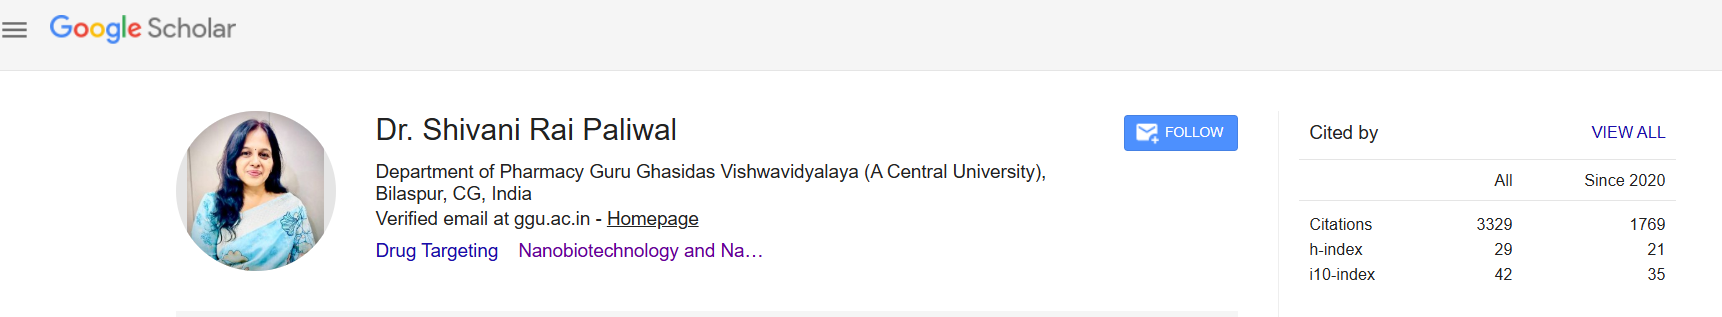 Google Scholar
Dr. Shivani Rai Paliwal
FOLLOW
Department of Pharmacy Guru Ghasidas Vishwavidyalaya (A Central University),
Bilaspur, CG, India
Verified email at ggu.ac.in - Homepage
Drug Targeting Nanobiotechnology and Na…
Cited by VIEW ALL
All Since 2020
Citations 3329 1769
h-index 29 21
i10-index 42 35